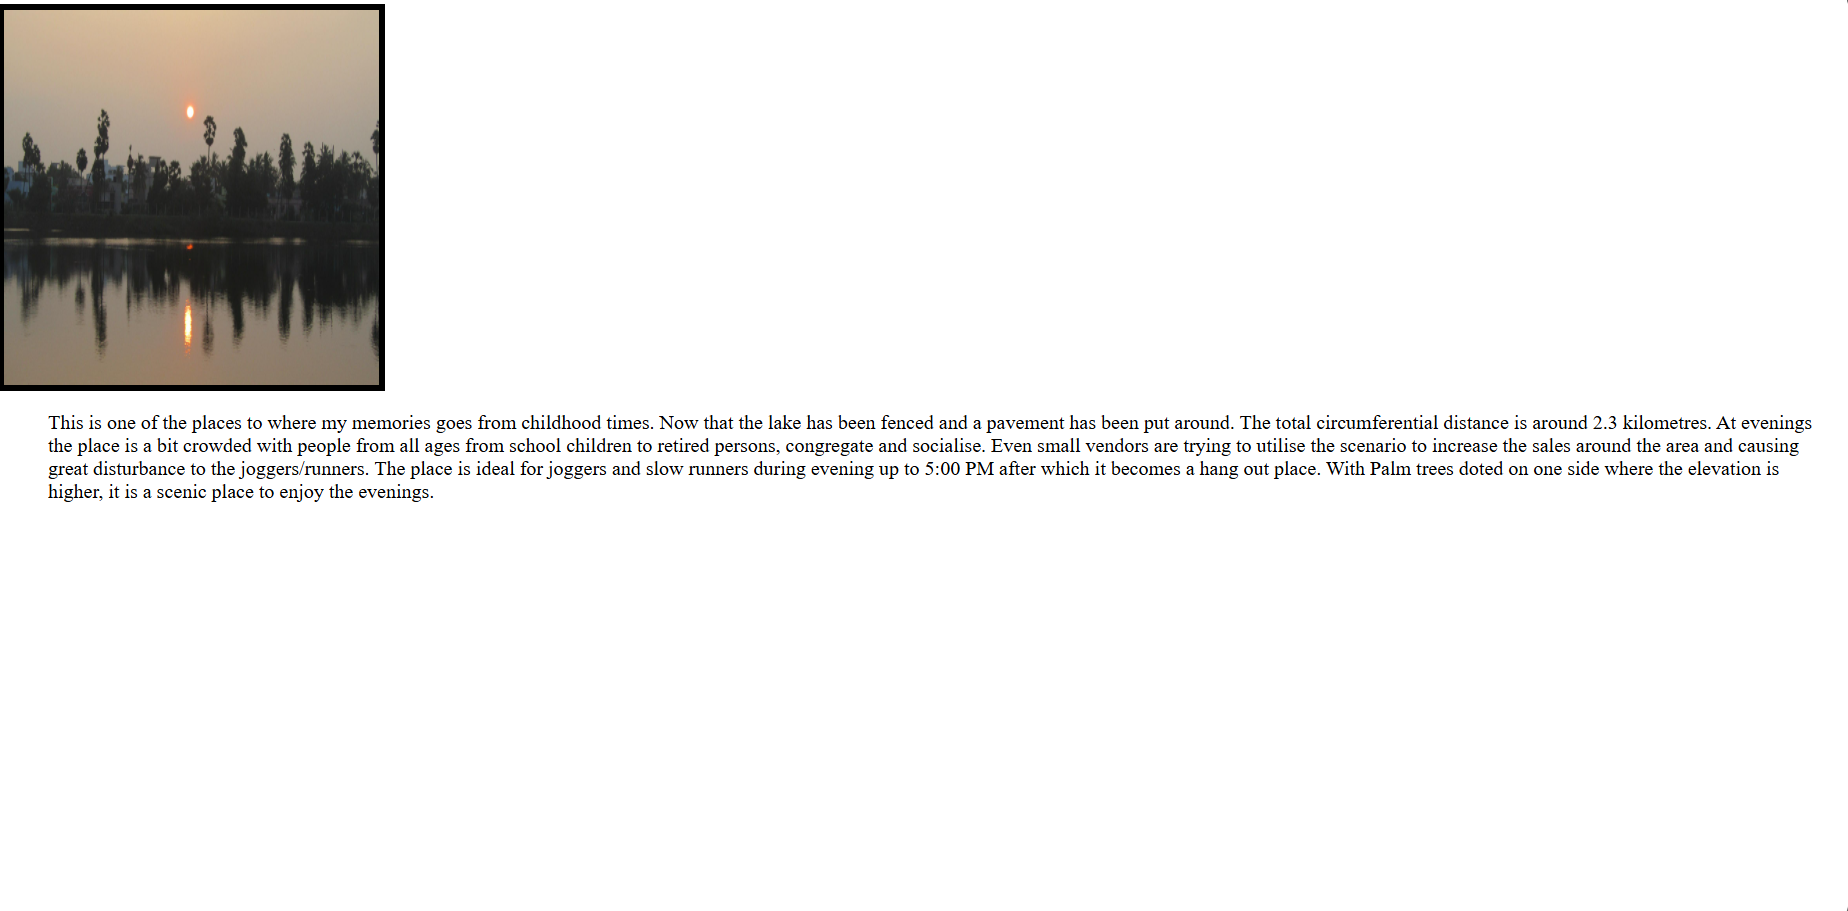 This is one of the places to where my memories goes from childhood times. Now that the lake has been fenced and a pavement has been put around. The total circumferential distance is around 2.3 kilometres. At evenings
the place is a bit crowded with people from all ages from school children to retired persons, congregate and socialise. Even small vendors are trying to utilise the scenario to increase the sales around the area and causing
great disturbance to the joggers/runners. The place is ideal for joggers and slow runners during evening up to 5:00 PM after which it becomes a hang out place. With Palm trees doted on one side where the elevation is
higher, it is a scenic place to enjoy the evenings.